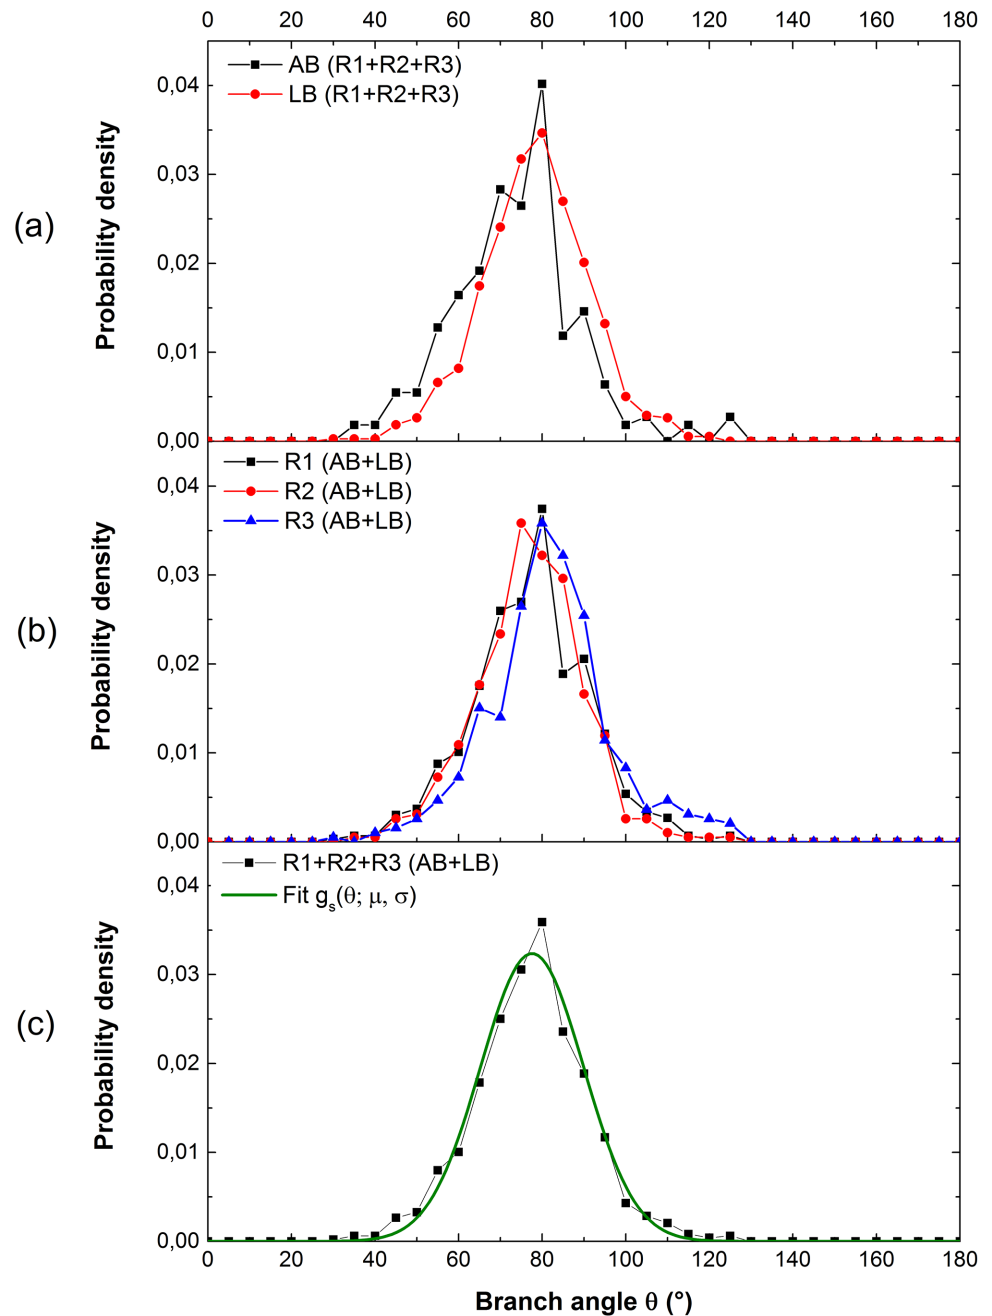 0 20 40 60 80 100 120 140 160 180
AB (R1+R2+R3)
LB (R1+R2+R3)
0,04
0,03
0,02
0,01
0,00
Probability density
(a)
R1 (AB+LB)
R2 (AB+LB)
R3 (AB+LB)
0,04
0,03
0,02
0,01
0,00
Probability density
(b)
R1+R2+R3 (AB+LB)
Fit gs(θ; μ, σ)
0,04
0,03
0,02
0,01
0,00
Probability density
(c)
0 20 40 60 80 100 120 140 160 180
Branch angle θ (°)